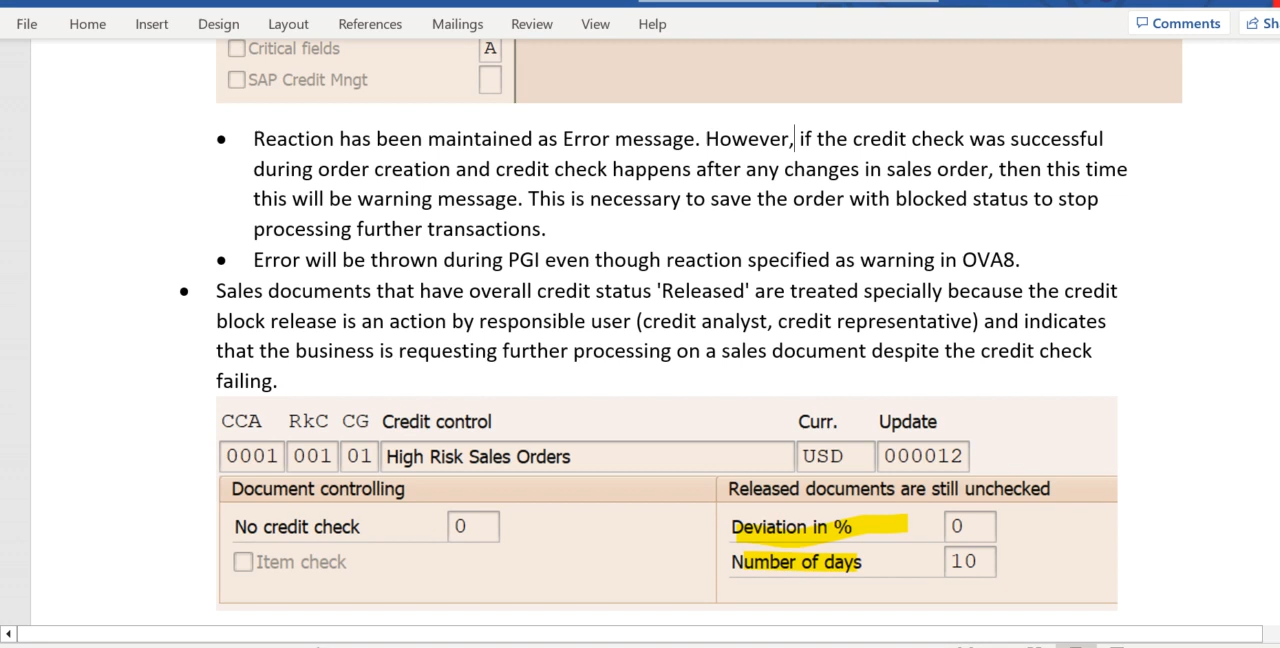 File Home Insert Design Layout References Mailings Review View Help Comments Sh
Critical fields A
SAP Credit Mngt
• Reaction has been maintained as Error message. However, if the credit check was successful
during order creation and credit check happens after any changes in sales order, then this time
this will be warning message. This is necessary to save the order with blocked status to stop
processing further transactions.
• Error will be thrown during PGI even though reaction specified as warning in OVA8.
• Sales documents that have overall credit status 'Released' are treated specially because the credit
block release is an action by responsible user (credit analyst, credit representative) and indicates
that the business is requesting further processing on a sales document despite the credit check
failing.
CCA RkC CG Credit control Curr. Update
0001 001 01 High Risk Sales Orders USD 000012
Document controlling Released documents are still unchecked
No credit check 0 Deviation in % 0
Item check Number of days 10